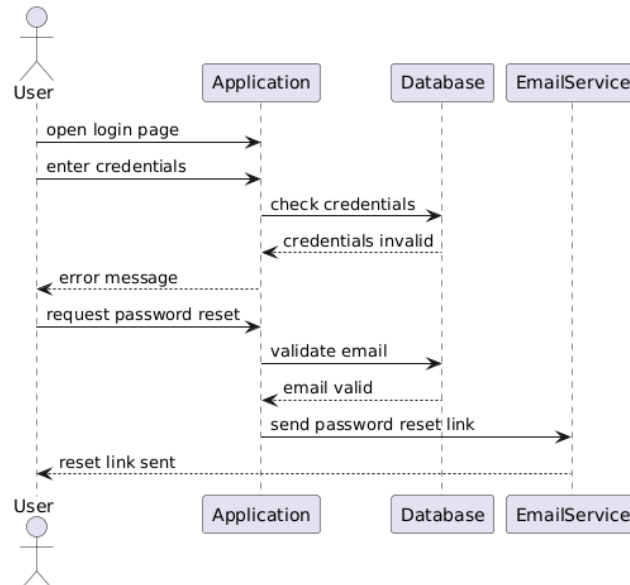 User
Application
Database
EmailService
open login page
enter credentials
check credentials
credentials invalid
error message
request password reset
validate email
email valid
send password reset link
reset link sent
User
Application
Database
EmailService